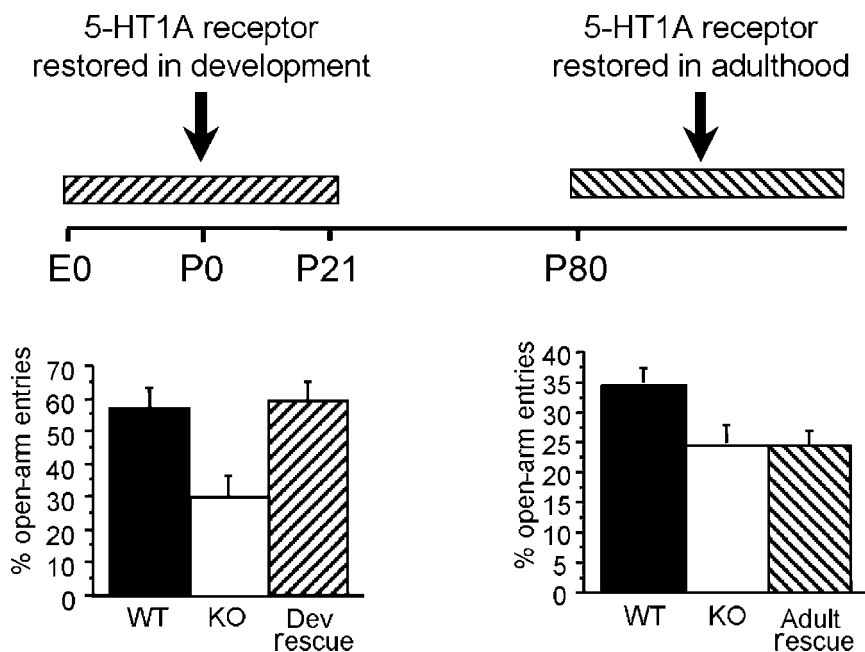 5-HT1A receptor
restored in development
5-HT1A receptor
restored in adulthood
E0 P0 P21 P80
% open-arm entries
70
60
50
40
30
20
10
0
WT KO Dev
rescue
% open-arm entries
40
35
30
25
20
15
10
5
0
WT KO Adult
rescue